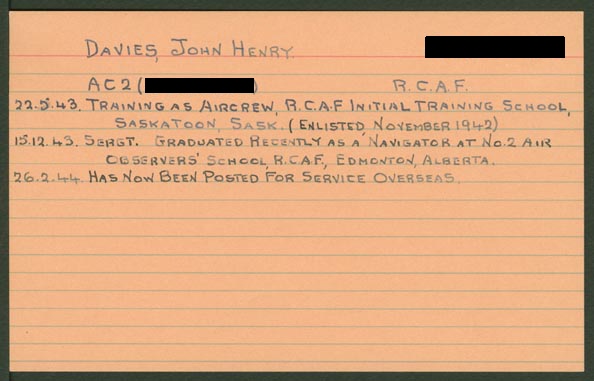 DAVIES, JOHN HENRY.
AC2 ( ) R.C.A.F.
22.5.43. TRAINING AS AIRCREW, R.C.A.F INITIAL TRAINING SCHOOL,
SASKATOON, SASK. (ENLISTED NOVEMBER 1942)
15.12.43. SERGT. GRADUATED RECENTLY AS A NAVIGATOR AT NO.2 AIR
OBSERVERS' SCHOOL, R.C.A.F, EDMONTON, ALBERTA.
26.2.44. HAS NOW BEEN POSTED FOR SERVICE OVERSEAS.